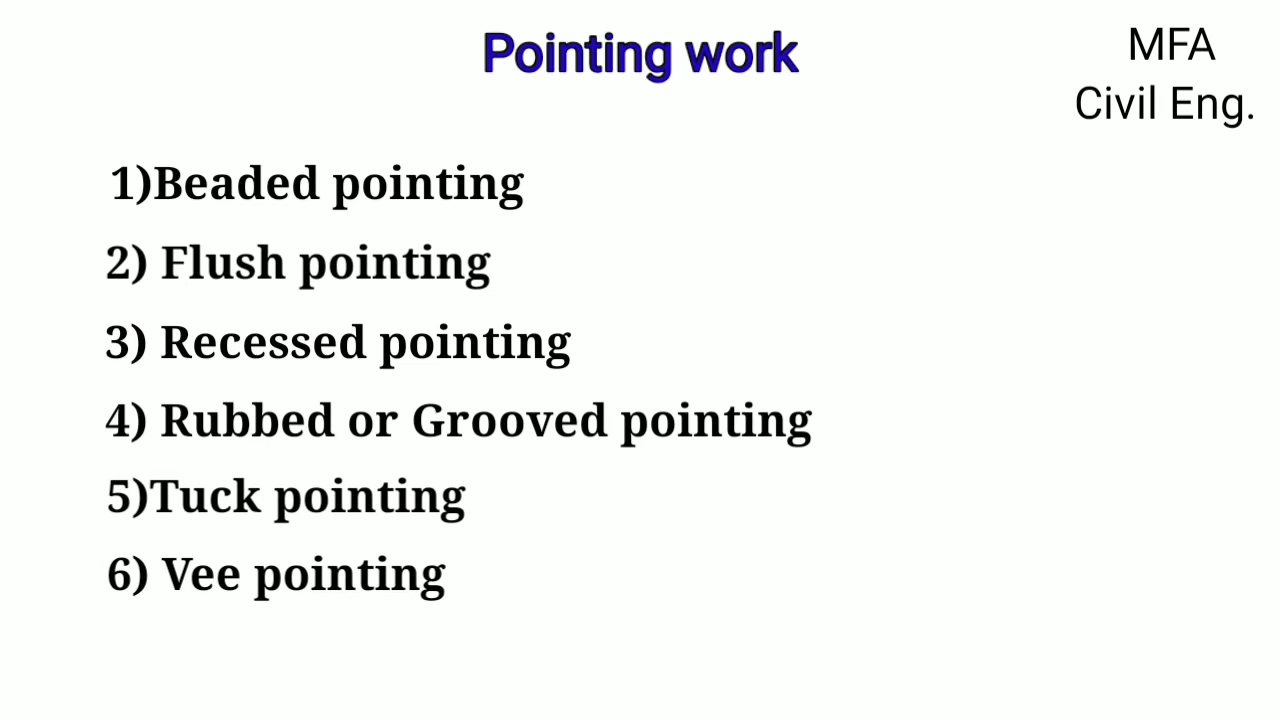 Pointing work
MFA
Civil Eng.
1)Beaded pointing
2) Flush pointing
3) Recessed pointing
4) Rubbed or Grooved pointing
5)Tuck pointing
6) Vee pointing